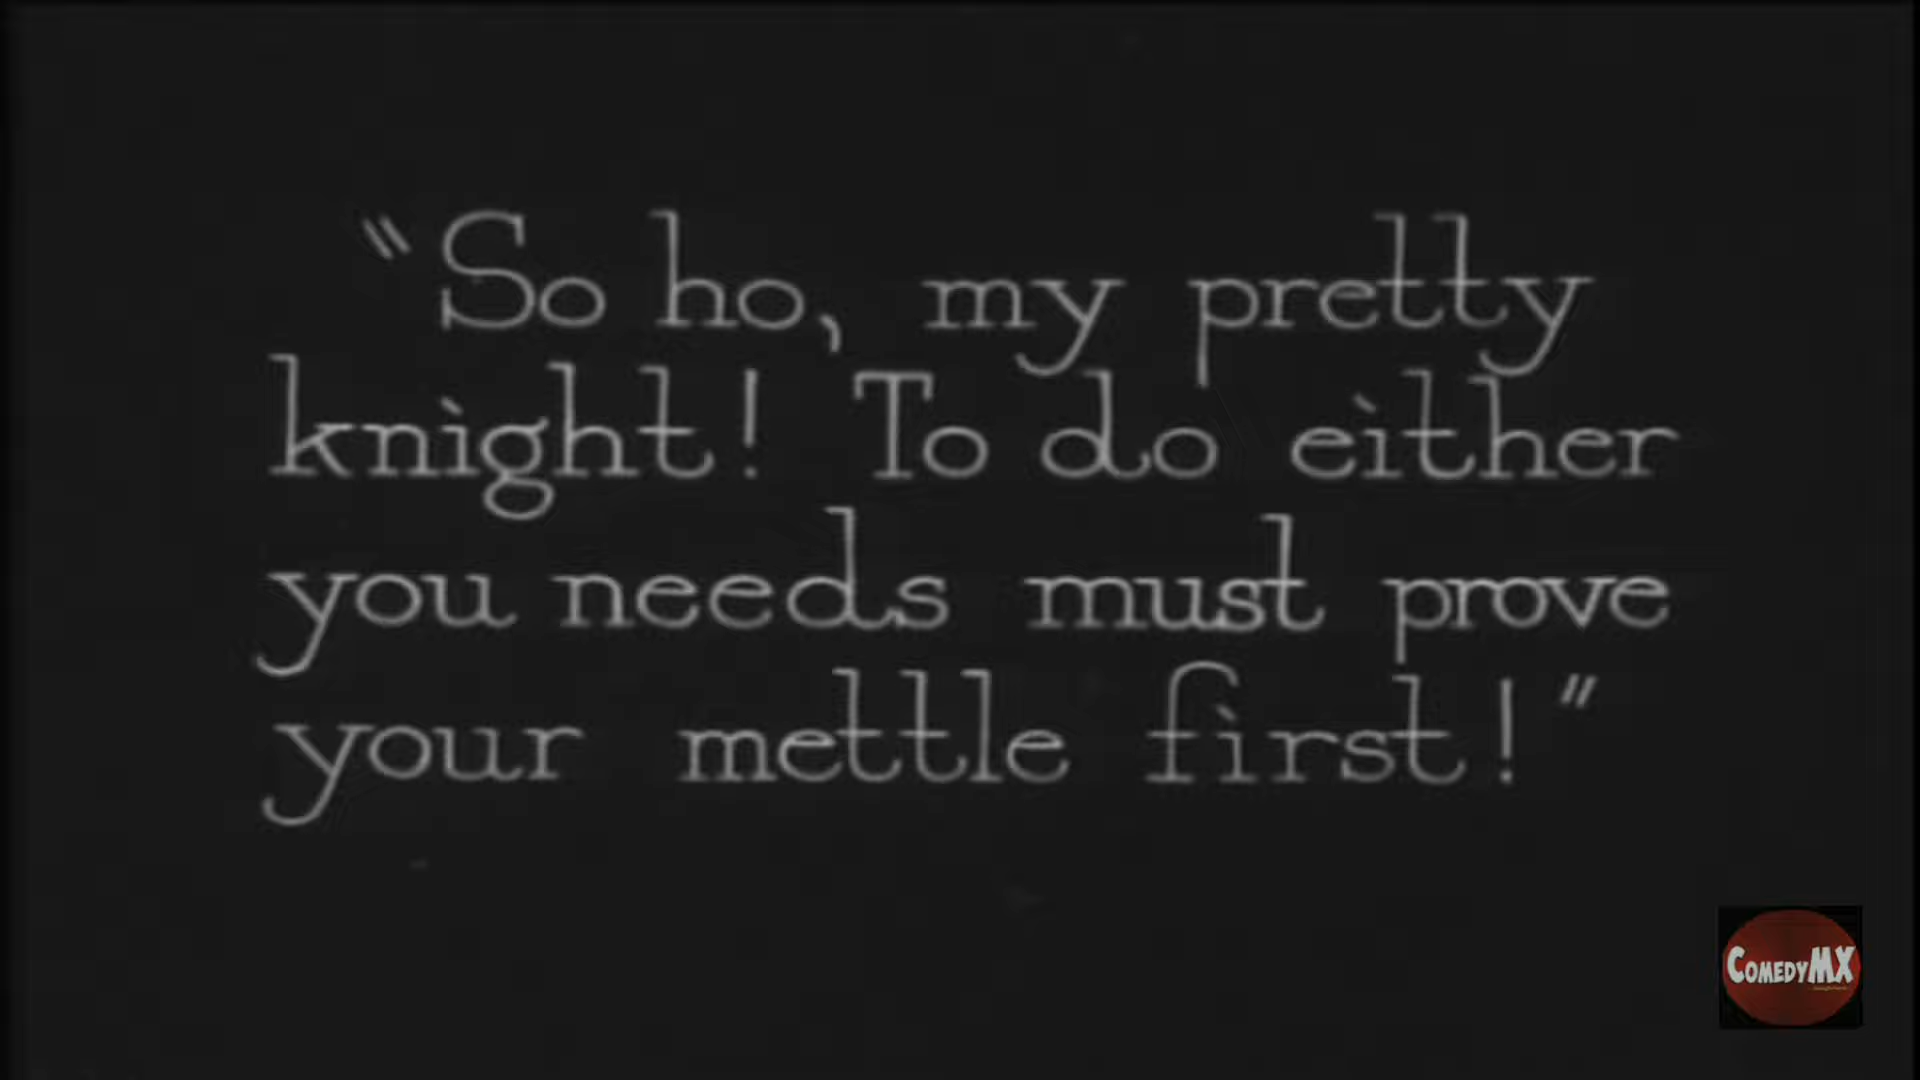 "So ho, my pretty
knight! To do either
you needs must prove
your mettle first!"
COMEDYMX